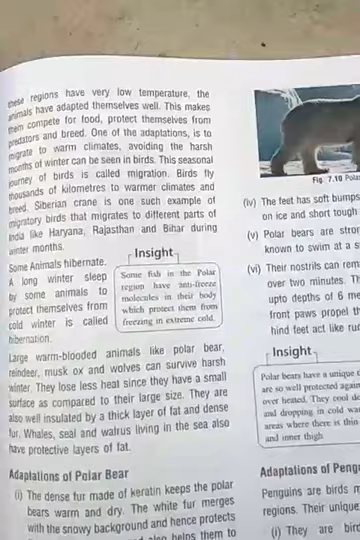 these regions have very low temperature, the
animals have adapted themselves well. This makes
them compete for food, protect themselves from
predators and breed. One of the adaptations, is to
migrate to warm climates, avoiding the harsh
months of winter can be seen in birds. This seasonal
journey of birds is called migration. Birds fly
thousands of kilometres to warmer climates and
breed. Siberian crane is one such example of
migratory birds that migrates to different parts of
India like Haryana, Rajasthan and Bihar during
winter months.
Some Animals hibernate.
A long winter sleep
by some animals to
protect themselves from
cold winter is called
hibernation.
Insight
Some fish in the Polar
region have anti-freeze
molecules in their body
which protect them from
freezing in extreme cold.
Large warm-blooded animals like polar bear,
reindeer, musk ox and wolves can survive harsh
winter. They lose less heat since they have a small
surface as compared to their large size. They are
also well insulated by a thick layer of fat and dense
fur. Whales, seal and walrus living in the sea also
have protective layers of fat.
Adaptations of Polar Bear
(i) The dense fur made of keratin keeps the polar
bears warm and dry. The white fur merges
with the snowy background and hence protects
also helps them to
Fig. 7.10 Polar
(iv) The feet has soft bumps
on ice and short tough
(v) Polar bears are stron
known to swim at a s
(vi) Their nostrils can rem
over two minutes. Th
upto depths of 6 me
front paws propel th
hind feet act like rud
Insight
Polar bears have a unique
are so well protected again
over heated. They cool d
and dropping in cold wa
areas where there is thin
and inner thigh
Adaptations of Peng
Penguins are birds
regions. Their unique
(i) They are bird